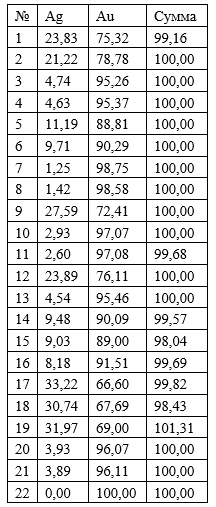 № Ag Au Сумма
1 23,83 75,32 99,16
2 21,22 78,78 100,00
3 4,74 95,26 100,00
4 4,63 95,37 100,00
5 11,19 88,81 100,00
6 9,71 90,29 100,00
7 1,25 98,75 100,00
8 1,42 98,58 100,00
9 27,59 72,41 100,00
10 2,93 97,07 100,00
11 2,60 97,08 99,68
12 23,89 76,11 100,00
13 4,54 95,46 100,00
14 9,48 90,09 99,57
15 9,03 89,00 98,04
16 8,18 91,51 99,69
17 33,22 66,60 99,82
18 30,74 67,69 98,43
19 31,97 69,00 101,31
20 3,93 96,07 100,00
21 3,89 96,11 100,00
22 0,00 100,00 100,00